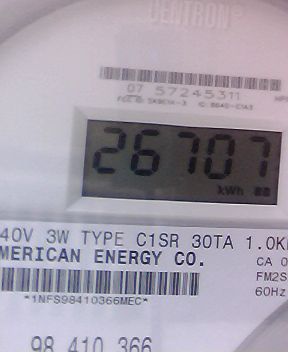 CENTRON®
07 57245311
26707
kWh
40V 3W TYPE C1SR 30TA 1.0K
MERICAN ENERGY CO.
CA 0
FM2S
*1NFS98410366MEC*
60Hz
98 410 366